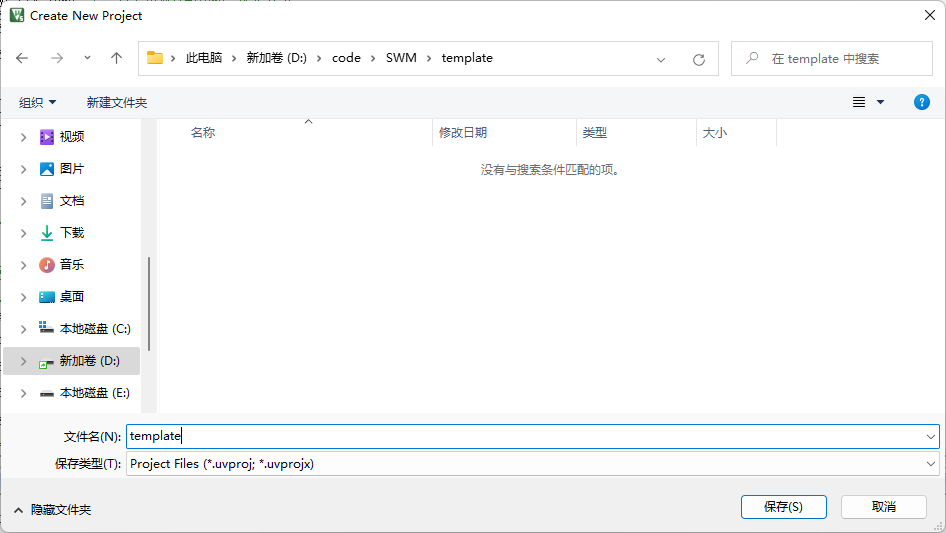 Create New Project
此电脑 > 新加卷 (D:) > code > SWM > template
在 template 中搜索
组织 新建文件夹
名称 修改日期 类型 大小
没有与搜索条件匹配的项。
视频
图片
文档
下载
音乐
桌面
本地磁盘 (C:)
新加卷 (D:)
本地磁盘 (E:)
文件名(N): template
保存类型(T): Project Files (*.uvproj; *.uvprojx)
隐藏文件夹 保存(S) 取消